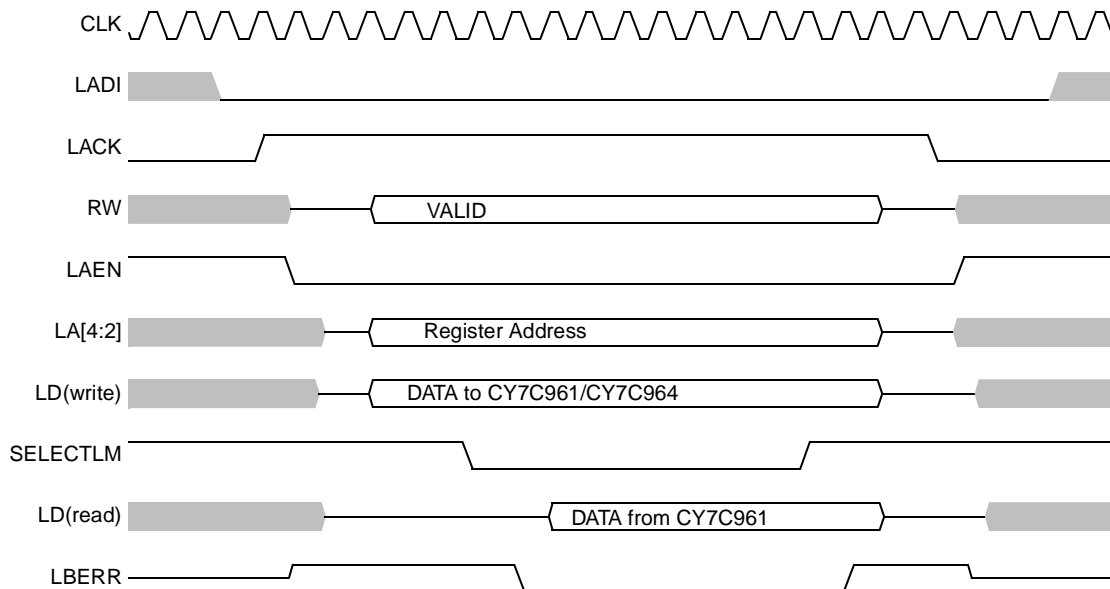 CLK
LADI
LACK
RW
VALID
LAEN
LA[4:2]
Register Address
LD(write)
DATA to CY7C961/CY7C964
SELECTLM
LD(read)
DATA from CY7C961
LBERR